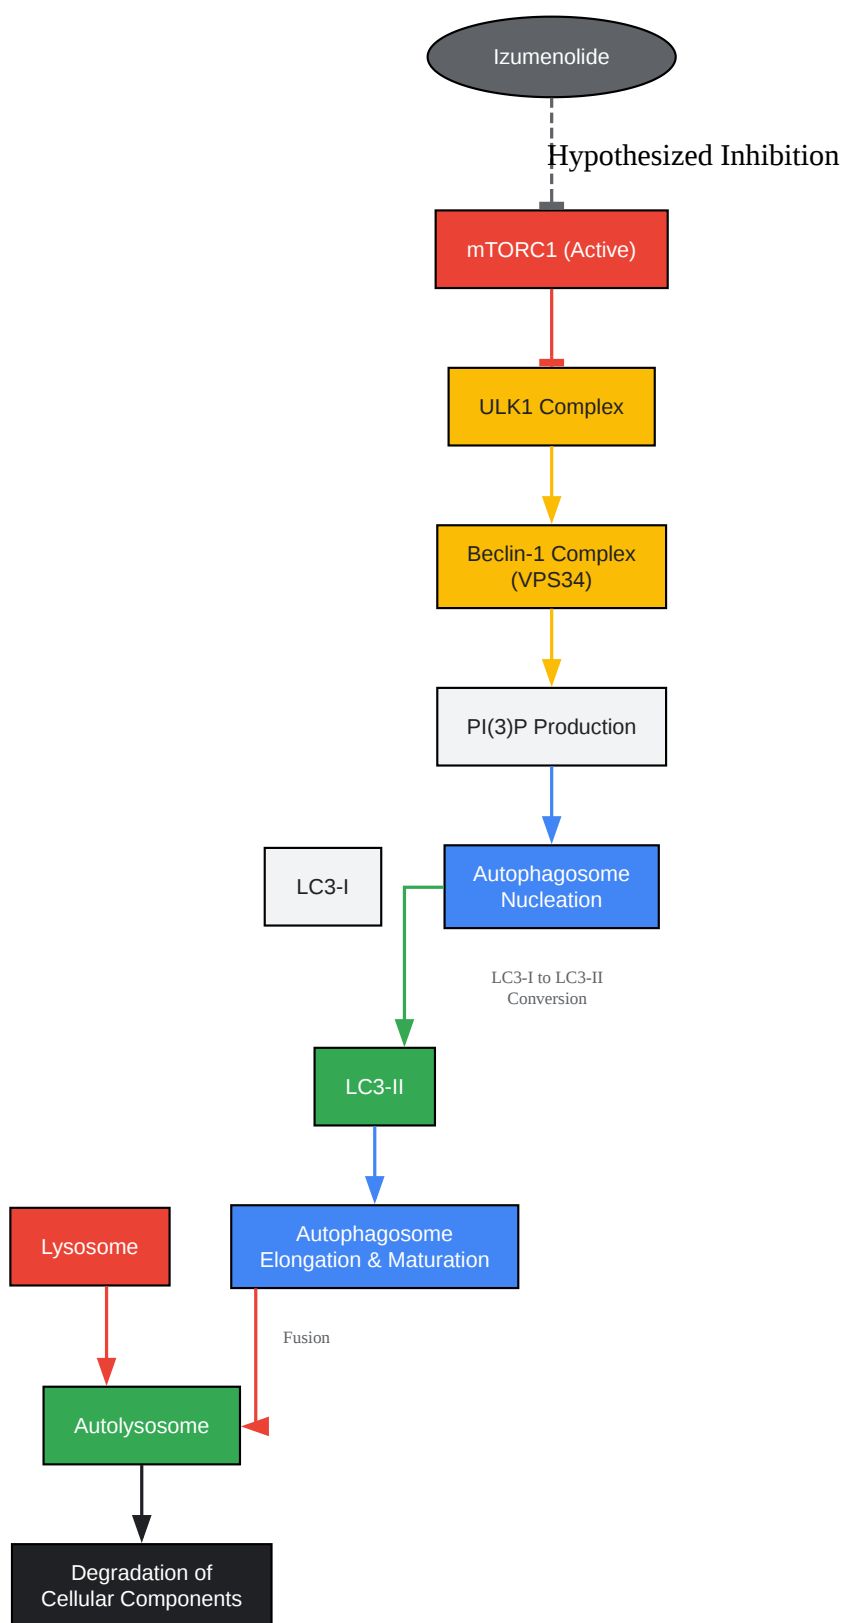 Izumenolide
Hypothesized Inhibition
mTORC1 (Active)
ULK1 Complex
Beclin-1 Complex
(VPS34)
PI(3)P Production
LC3-I
Autophagosome
Nucleation
LC3-I to LC3-II
Conversion
LC3-II
Lysosome
Autophagosome
Elongation & Maturation
Fusion
Autolysosome
Degradation of
Cellular Components